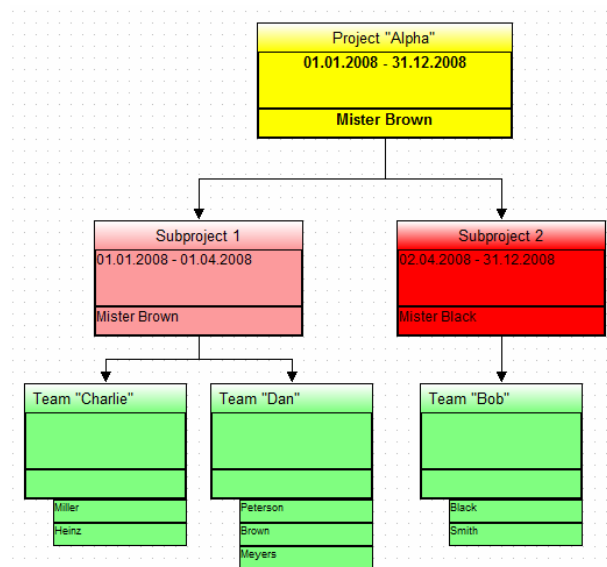 Project "Alpha"
01.01.2008 - 31.12.2008
Mister Brown
Subproject 1
01.01.2008 - 01.04.2008
Mister Brown
Subproject 2
02.04.2008 - 31.12.2008
Mister Black
Team "Charlie"
Miller
Heinz
Team "Dan"
Peterson
Brown
Meyers
Team "Bob"
Black
Smith